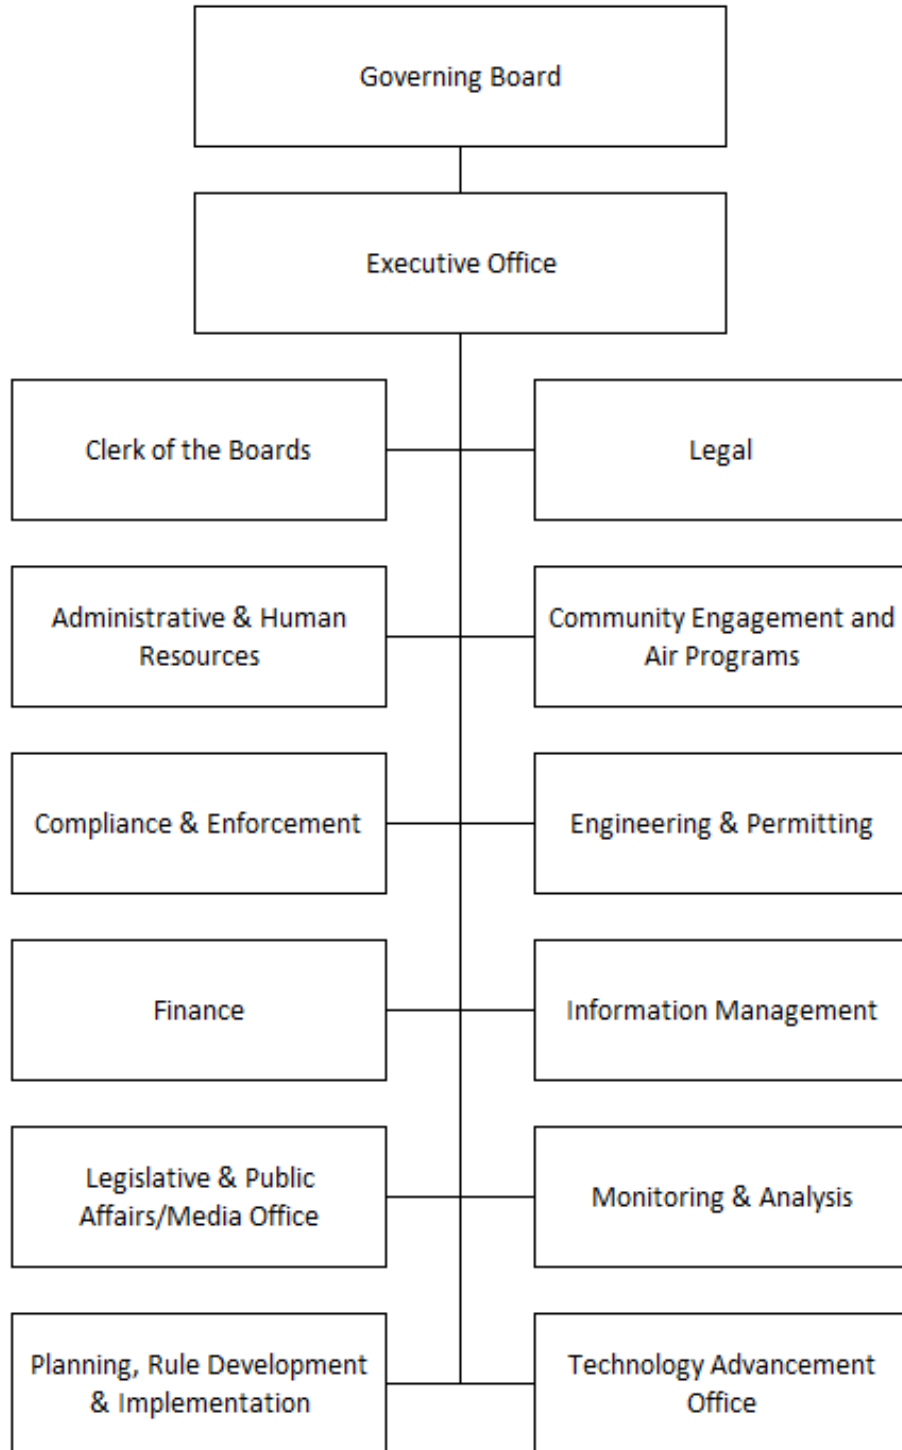 Governing Board
Executive Office
Clerk of the Boards
Legal
Administrative & Human
Resources
Community Engagement and
Air Programs
Compliance & Enforcement
Engineering & Permitting
Finance
Information Management
Legislative & Public
Affairs/Media Office
Monitoring & Analysis
Planning, Rule Development
& Implementation
Technology Advancement
Office